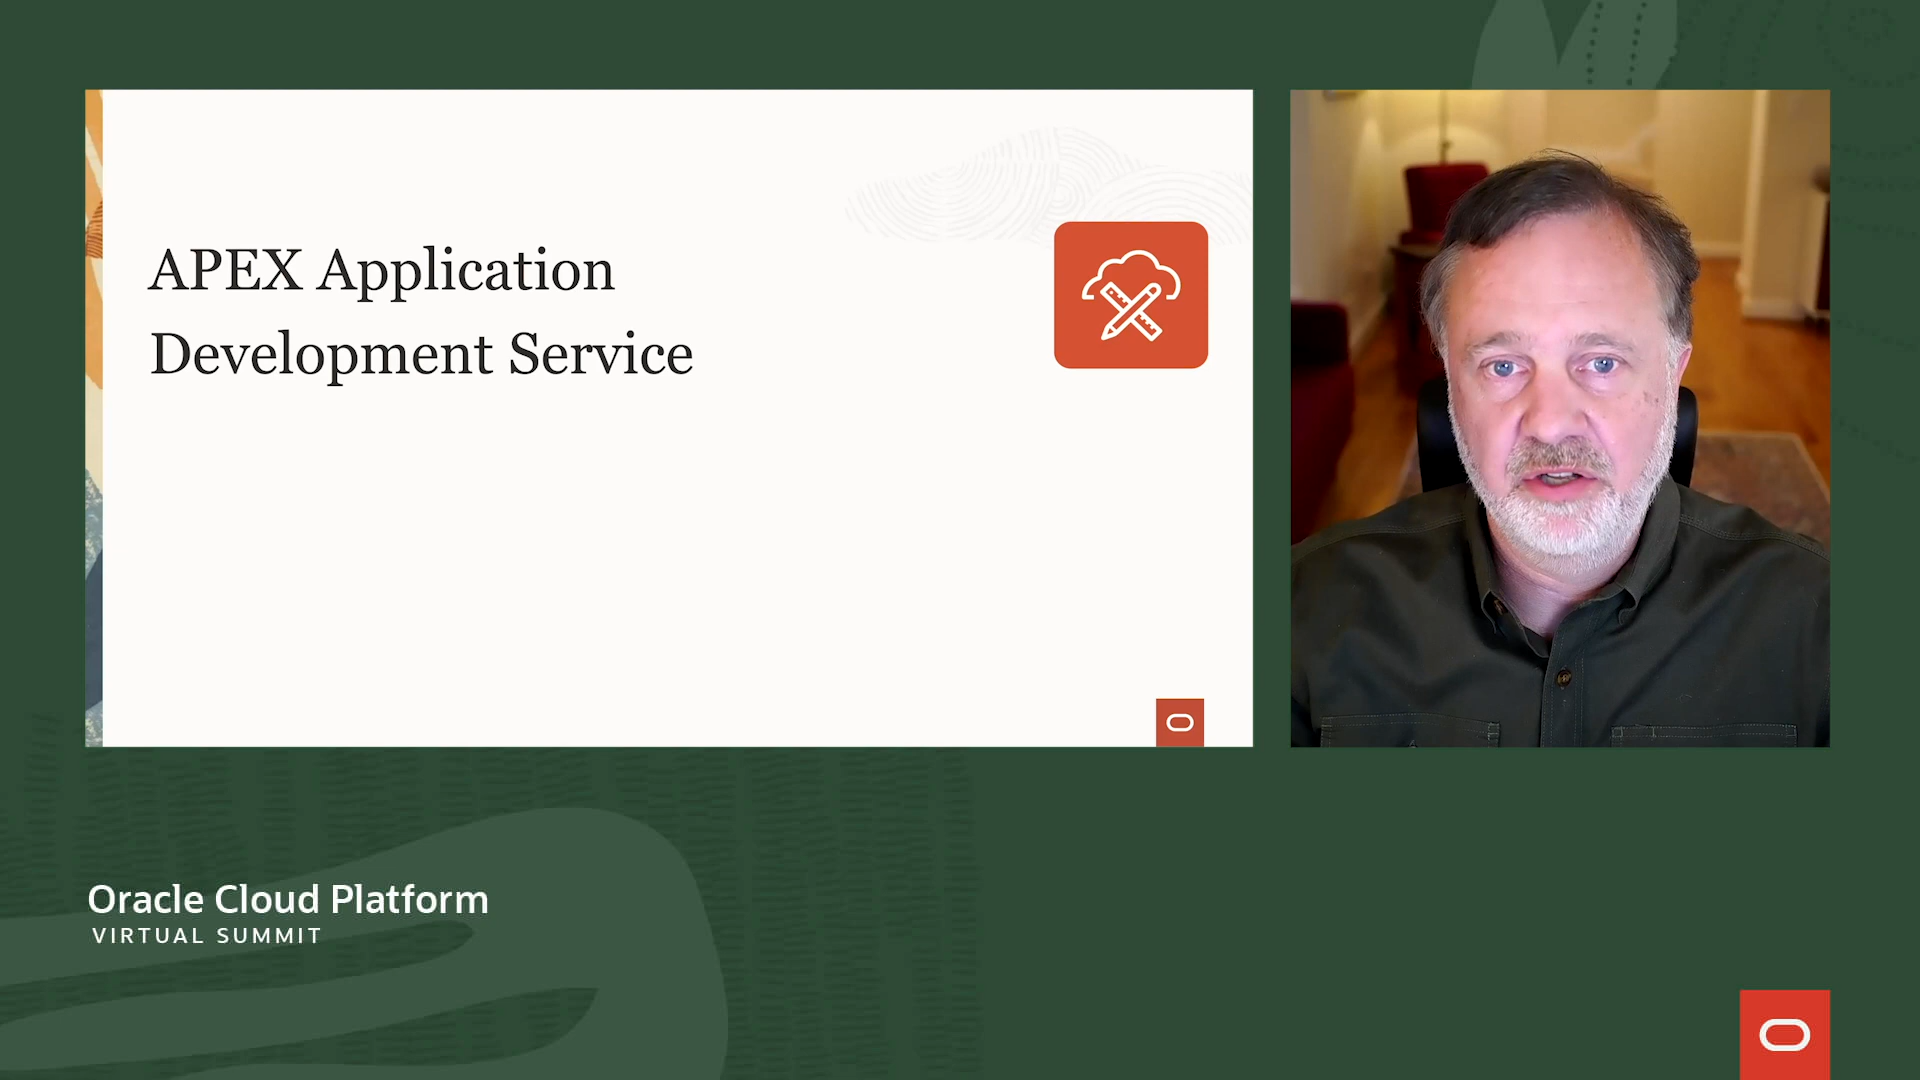 APEX Application
Development Service
Oracle Cloud Platform
VIRTUAL SUMMIT